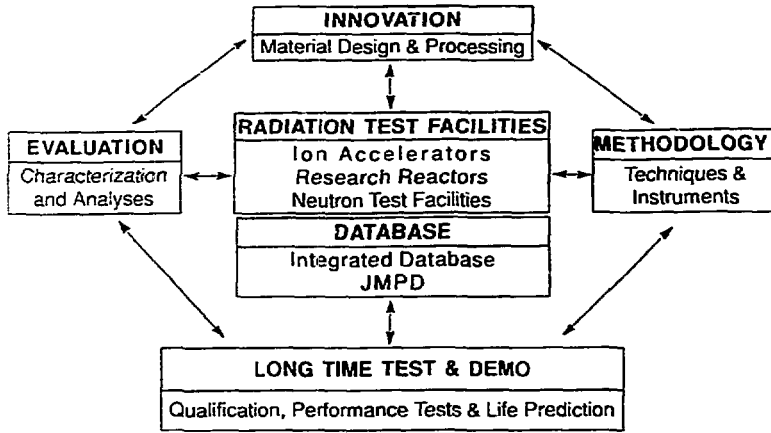 INNOVATION
Material Design & Processing
RADIATION TEST FACILITIES
Ion Accelerators
Research Reactors
Neutron Test Facilities
EVALUATION
Characterization
and Analyses
METHODOLOGY
Techniques &
Instruments
DATABASE
Integrated Database
JMPD
LONG TIME TEST & DEMO
Qualification, Performance Tests & Life Prediction